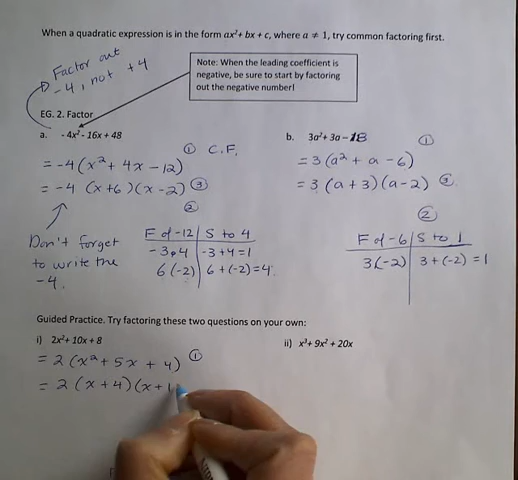 When a quadratic expression is in the form ax²+ bx + c, where a ≠ 1, try common factoring first.
Factor out
-4, not +4
Note: When the leading coefficient is
negative, be sure to start by factoring
out the negative number!
EG. 2. Factor
a. - 4x² - 16x + 48
① C.F.
= -4(x² + 4x - 12)
= -4 (x+6)(x-2) ③
②
Don't forget
to write the
-4.
F of -12 | S to 4
-3•4 | -3+4=1
6(-2) | 6+(-2)=4
b. 3a²+ 3a - 18
①
= 3(a² + a - 6)
= 3(a+3)(a-2) ③
②
F of -6 | S to 1
3(-2) | 3+(-2)=1
Guided Practice. Try factoring these two questions on your own:
i) 2x²+ 10x + 8
= 2(x² + 5x + 4) ①
= 2(x+4)(x+1
ii) x³+ 9x² + 20x